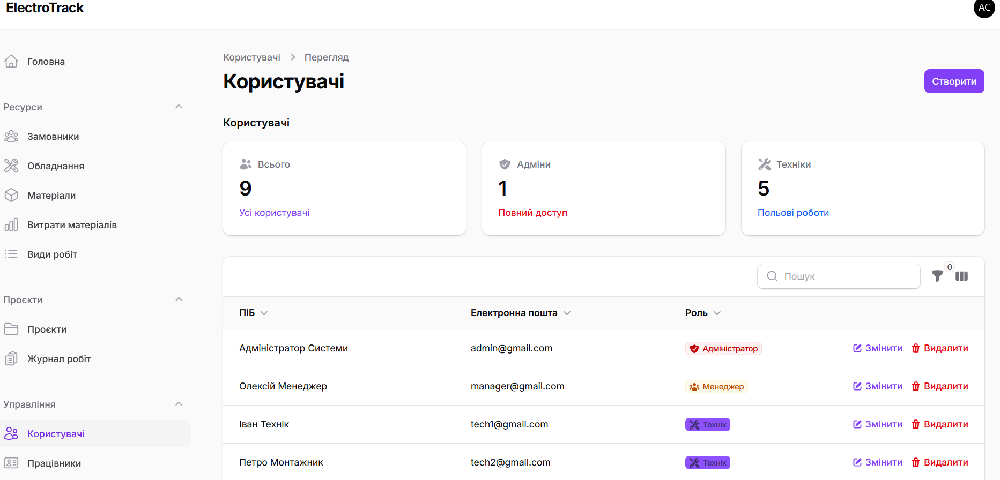 ElectroTrack
AC
Головна
Ресурси
Замовники
Обладнання
Матеріали
Витрати матеріалів
Види робіт
Проєкти
Проєкти
Журнал робіт
Управління
Користувачі
Працівники
Користувачі > Перегляд
Користувачі
Створити
Користувачі
Всього
9
Усі користувачі
Адміни
1
Повний доступ
Техніки
5
Польові роботи
Пошук
0
ПІБ Електронна пошта Роль
Адміністратор Системи admin@gmail.com Адміністратор Змінити Видалити
Олексій Менеджер manager@gmail.com Менеджер Змінити Видалити
Іван Технік tech1@gmail.com Технік Змінити Видалити
Петро Монтажник tech2@gmail.com Технік Змінити Видалити